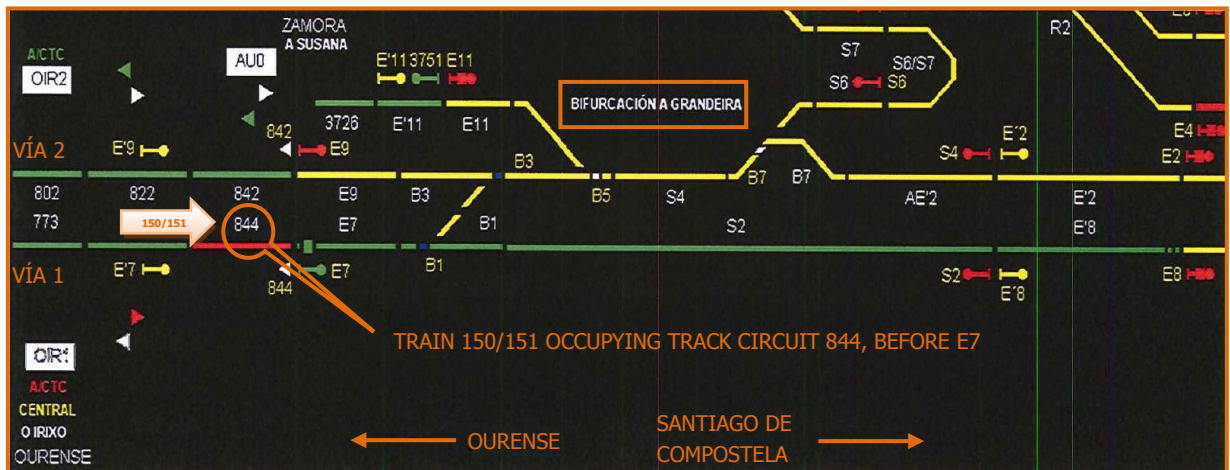 ZAMORA
A SUSANA
A/CTC
OIR2
AU0
E'11 3751 E11
BIFURCACIÓN A GRANDEIRA
S7
S6/S7
S6 S6
R2
3726 E'11 E11
842
VÍA 2
E'9
E9
B3
S4
E'2
E4
E2
B7 B7
802 822 842 E9 B3 B5 S4 AE'2 E'2
773 150/151 844 E7 B1 S2 E'8
VÍA 1
E'7
844
E7
B1
S2
E'8
E8
TRAIN 150/151 OCCUPYING TRACK CIRCUIT 844, BEFORE E7
OIR1
A/CTC
CENTRAL
O IRIXO
OURENSE
OURENSE
SANTIAGO DE
COMPOSTELA